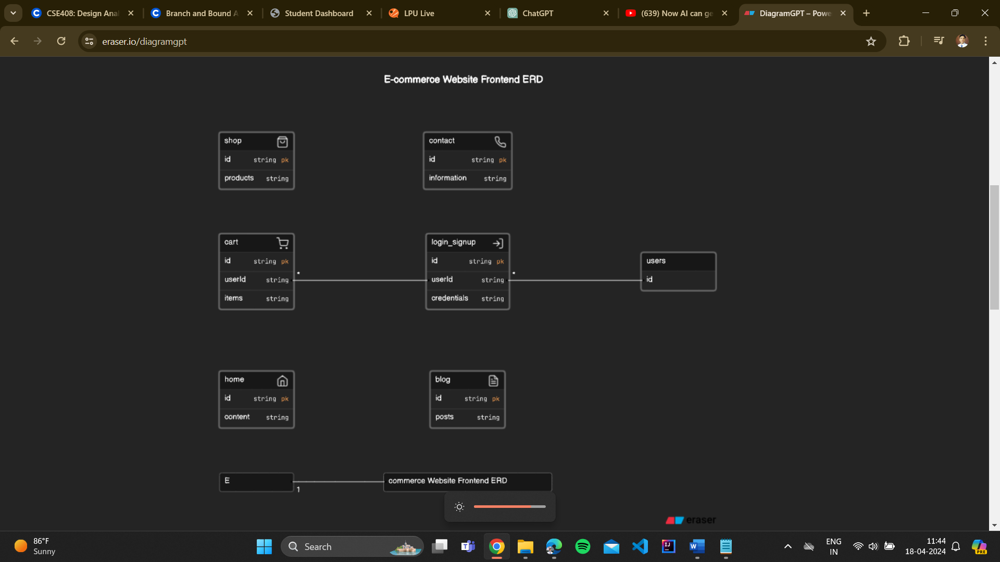 CSE408: Design Anal
Branch and Bound A
Student Dashboard
LPU Live
ChatGPT
(639) Now AI can ge
DiagramGPT – Powe
eraser.io/diagramgpt
E-commerce Website Frontend ERD
shop
id string pk
products string
contact
id string pk
information string
cart
id string pk
userId string
items string
*
login_signup
id string pk
userId string
credentials string
*
users
id
home
id string pk
content string
blog
id string pk
posts string
E
1
commerce Website Frontend ERD
eraser
86°F
Sunny
Search
ENG
IN
11:44
18-04-2024